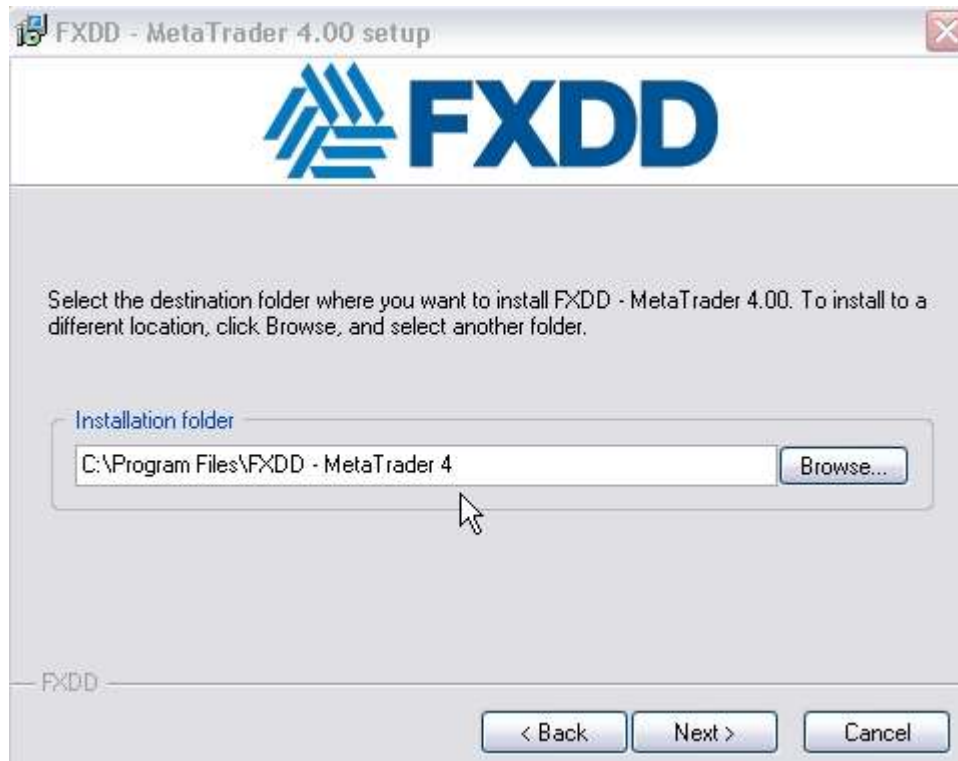 FXDD - MetaTrader 4.00 setup
FXDD
Select the destination folder where you want to install FXDD - MetaTrader 4.00. To install to a
different location, click Browse, and select another folder.
Installation folder
C:\Program Files\FXDD - MetaTrader 4
Browse...
FXDD
< Back
Next >
Cancel